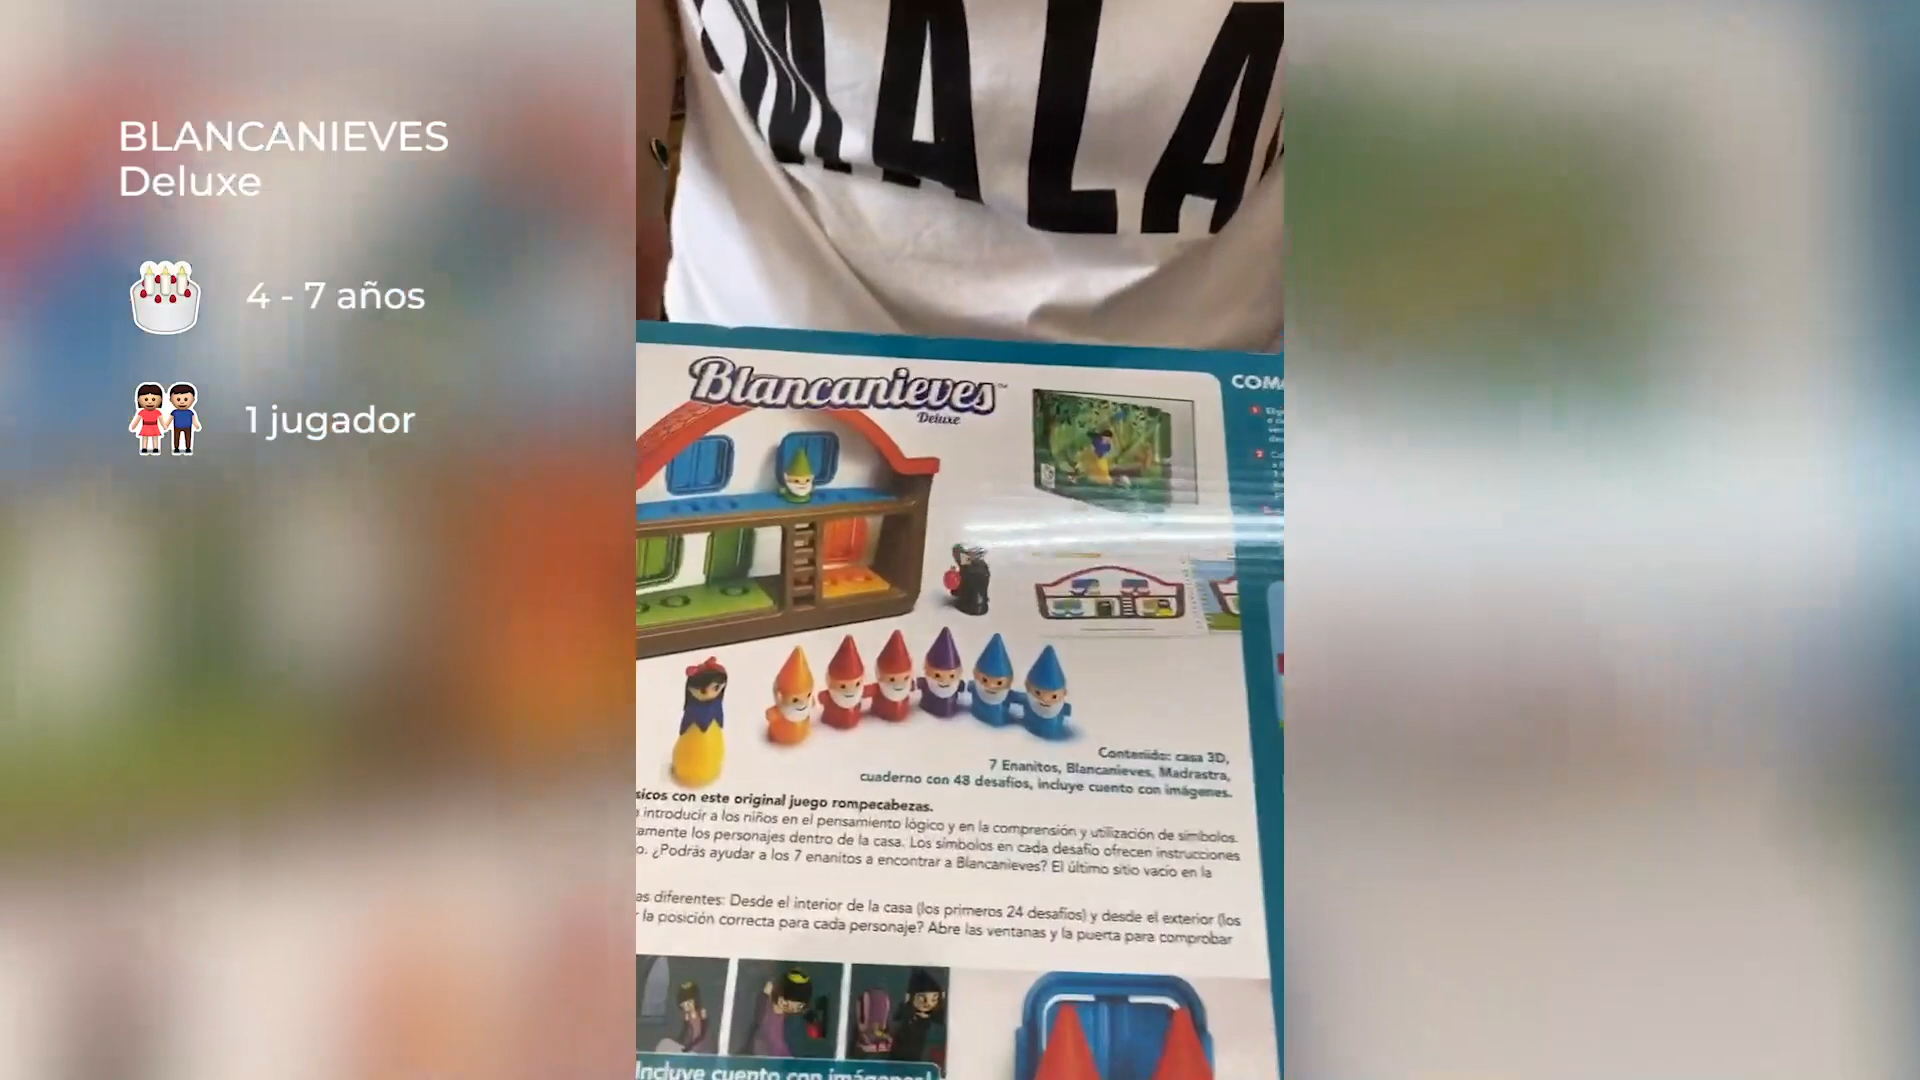 BLANCANIEVES
Deluxe
4 - 7 años
1 jugador
ALA
Blancanieves
Deluxe
COM
Contenido: casa 3D,
7 Enanitos, Blancanieves, Madrastra,
cuaderno con 48 desafíos, incluye cuento con imágenes.
sicos con este original juego rompecabezas.
introducir a los niños en el pensamiento lógico y en la comprensión y utilización de símbolos.
amente los personajes dentro de la casa. Los símbolos en cada desafío ofrecen instrucciones
o. ¿Podrás ayudar a los 7 enanitos a encontrar a Blancanieves? El último sitio vacío en la
as diferentes: Desde el interior de la casa (los primeros 24 desafíos) y desde el exterior (los
la posición correcta para cada personaje? Abre las ventanas y la puerta para comprobar
Incluye cuento con imágenes!